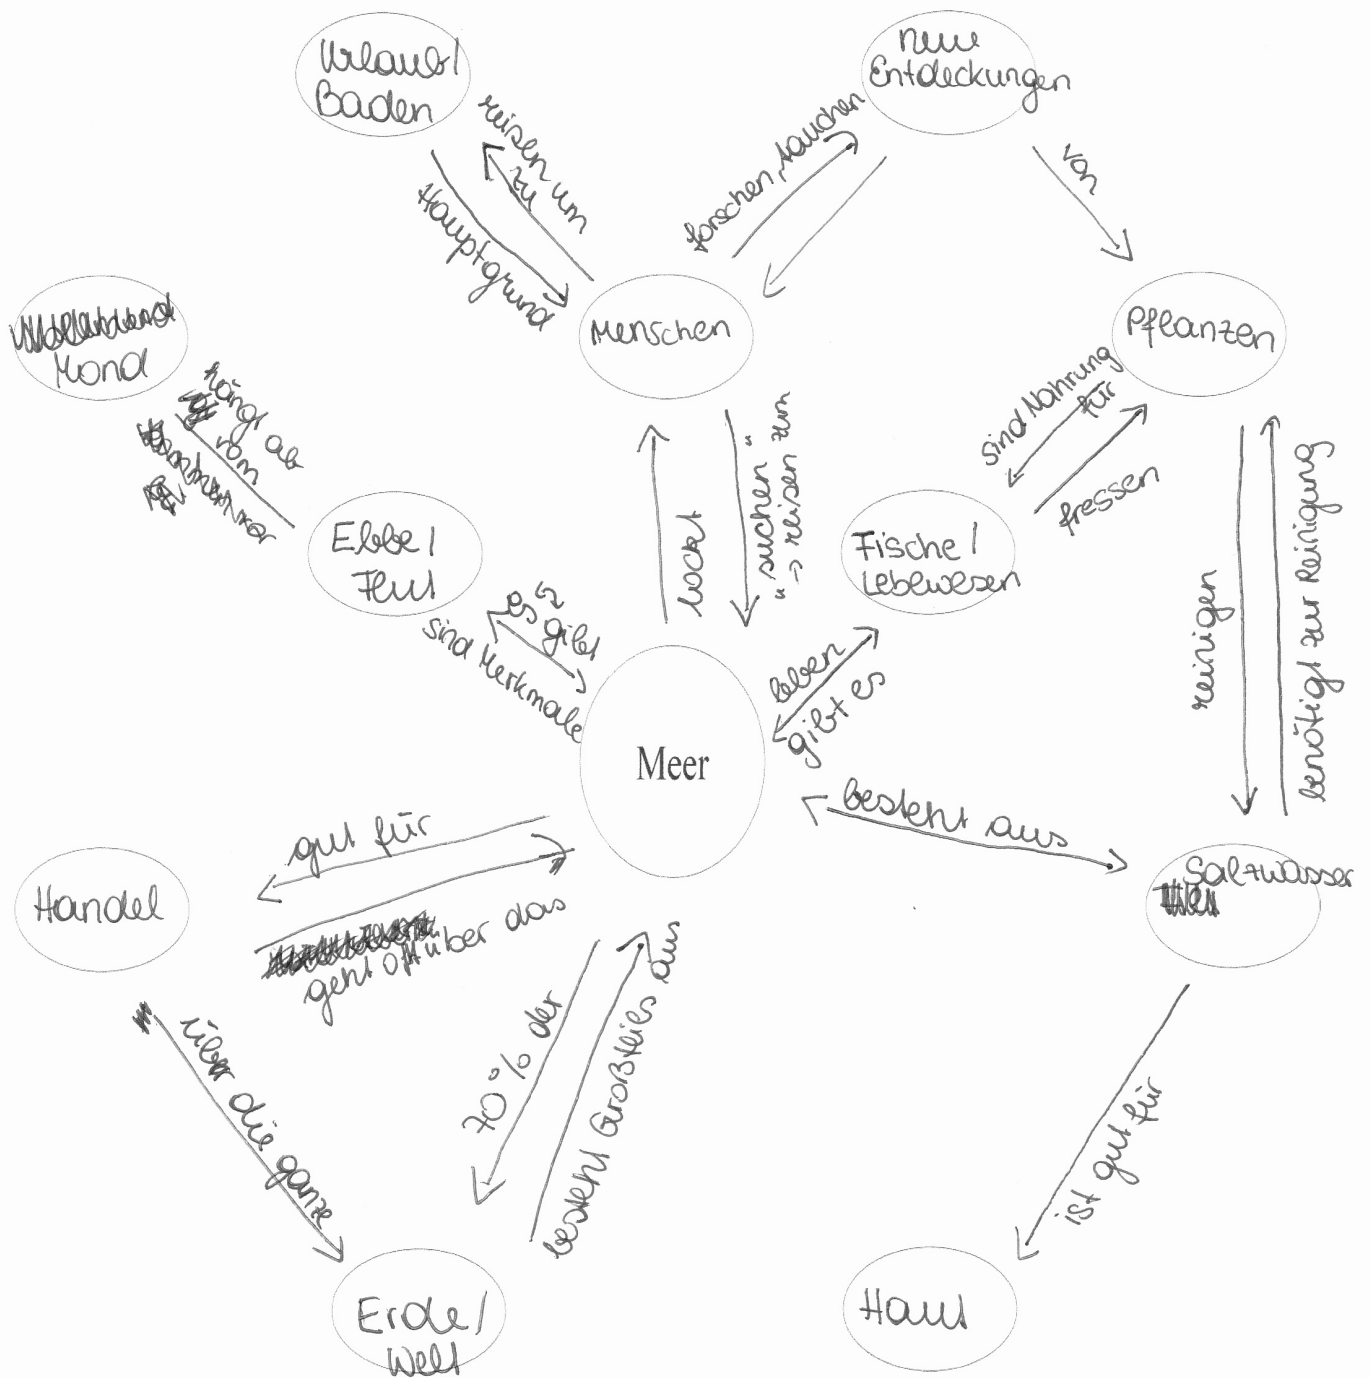 Urlaub/
Baden
neue
Entdeckungen
reisen um
zu
Hauptgrund
forschen, tauchen
von
Mond
Menschen
Pflanzen
hängt ab
vom
sind Nahrung
für
fressen
Ebbe/
Flut
Fische/
Lebewesen
lockt
"suchen"
→ reisen zum
reinigen
benötigt zur Reinigung
es gibt
sind Merkmale
leben
gibt es
Meer
besteht aus
gut für
Handel
geht oft über das
Salzwasser
über die ganze
70% der
besteht Großteils aus
ist gut für
Erde/
Welt
Haut